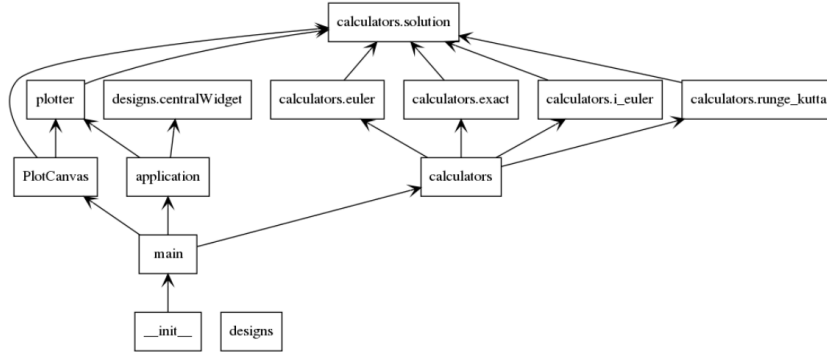 calculators.solution
plotter
designs.centralWidget
calculators.euler
calculators.exact
calculators.i_euler
calculators.runge_kutta
PlotCanvas
application
calculators
main
__init__
designs